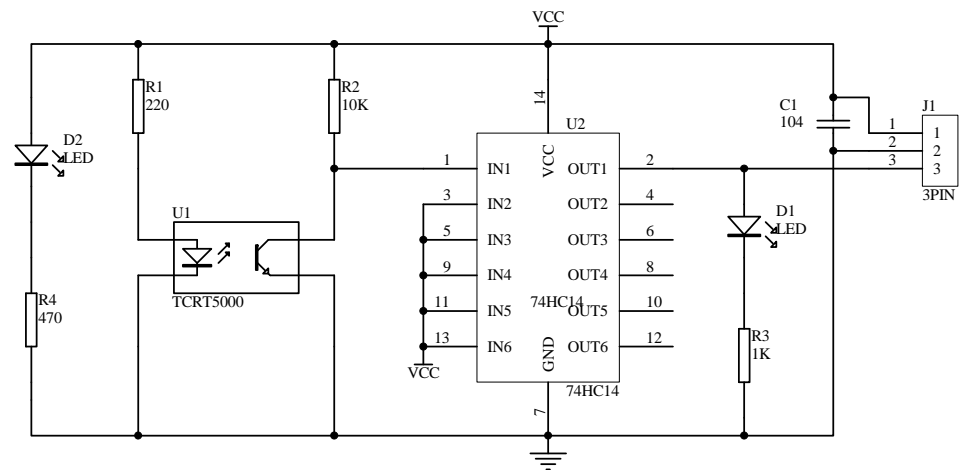 VCC
R1
220
R2
10K
14
U2
C1
104
J1
1
1
2
2
3
3
3PIN
D2
LED
1
IN1
VCC
OUT1
2
3
IN2
OUT2
4
U1
D1
LED
5
IN3
OUT3
6
9
IN4
OUT4
8
TCRT5000
74HC14
R4
470
11
IN5
OUT5
10
R3
1K
13
IN6
GND
OUT6
12
VCC
74HC14
7